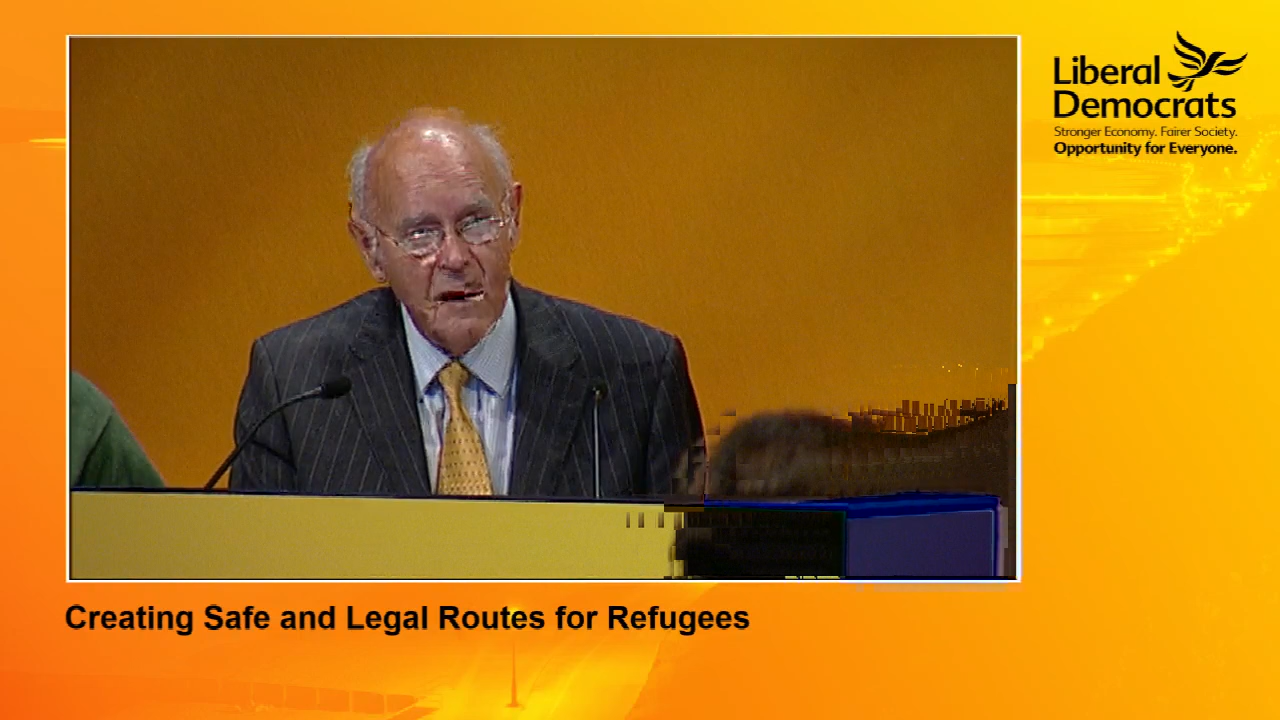 Liberal
Democrats
Stronger Economy. Fairer Society.
Opportunity for Everyone.
Creating Safe and Legal Routes for Refugees